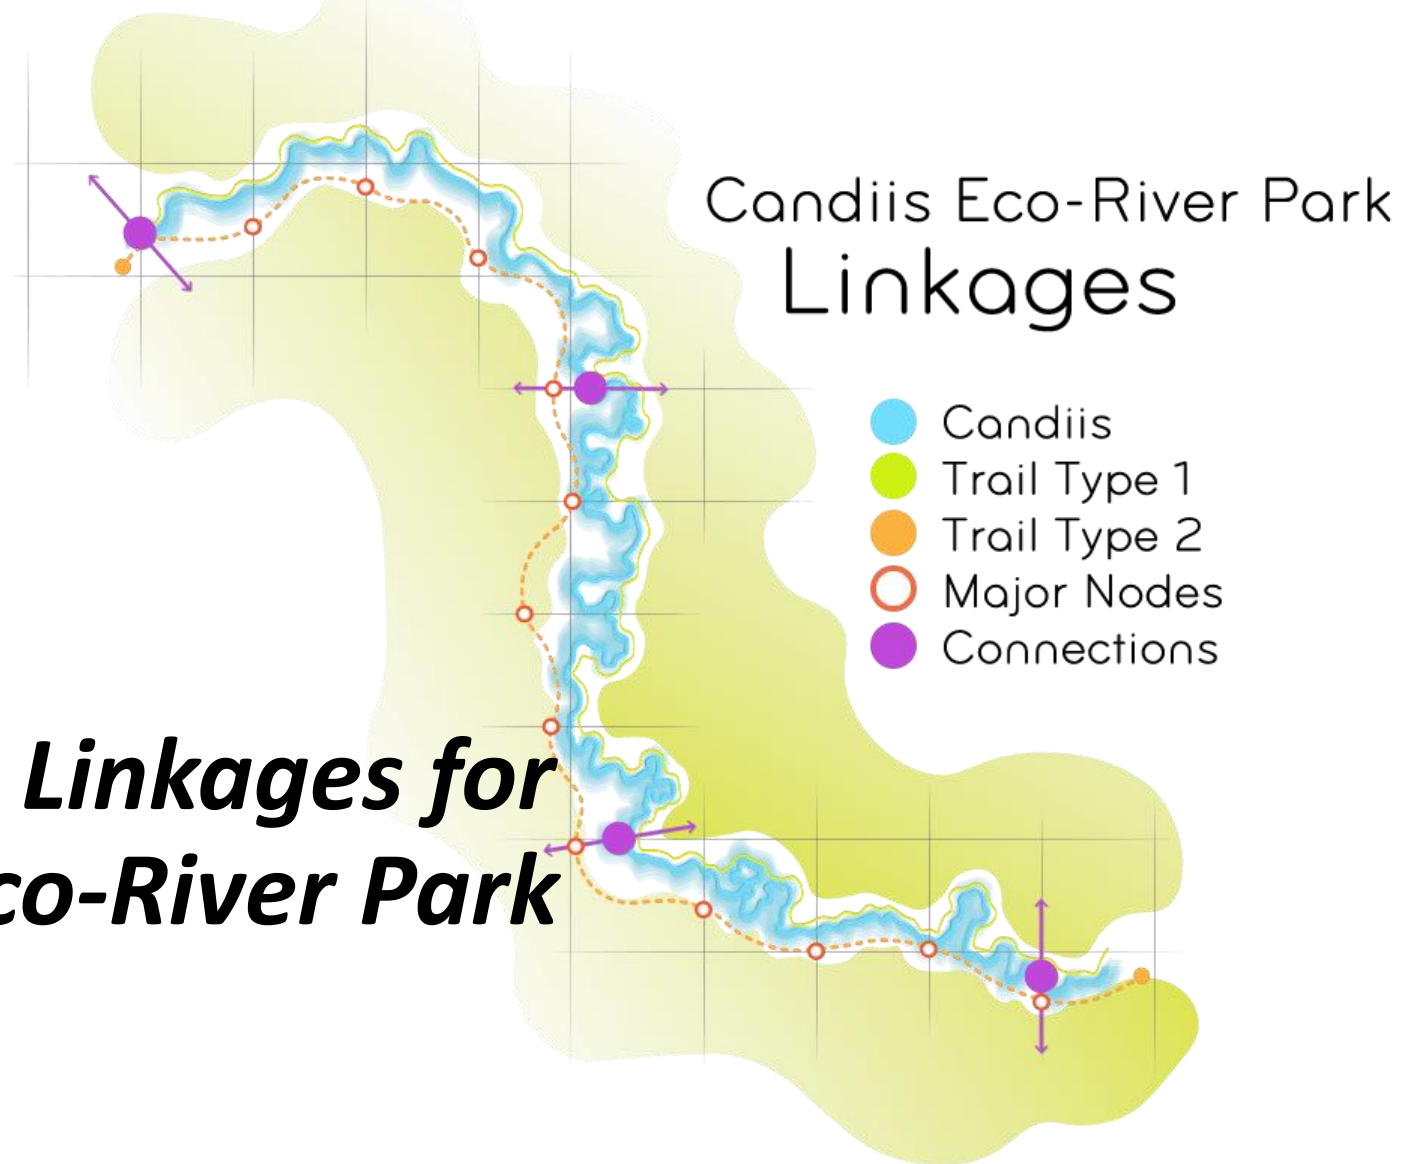 Candiis Eco-River Park
Linkages
Candiis
Trail Type 1
Trail Type 2
Major Nodes
Connections
Linkages for
co-River Park